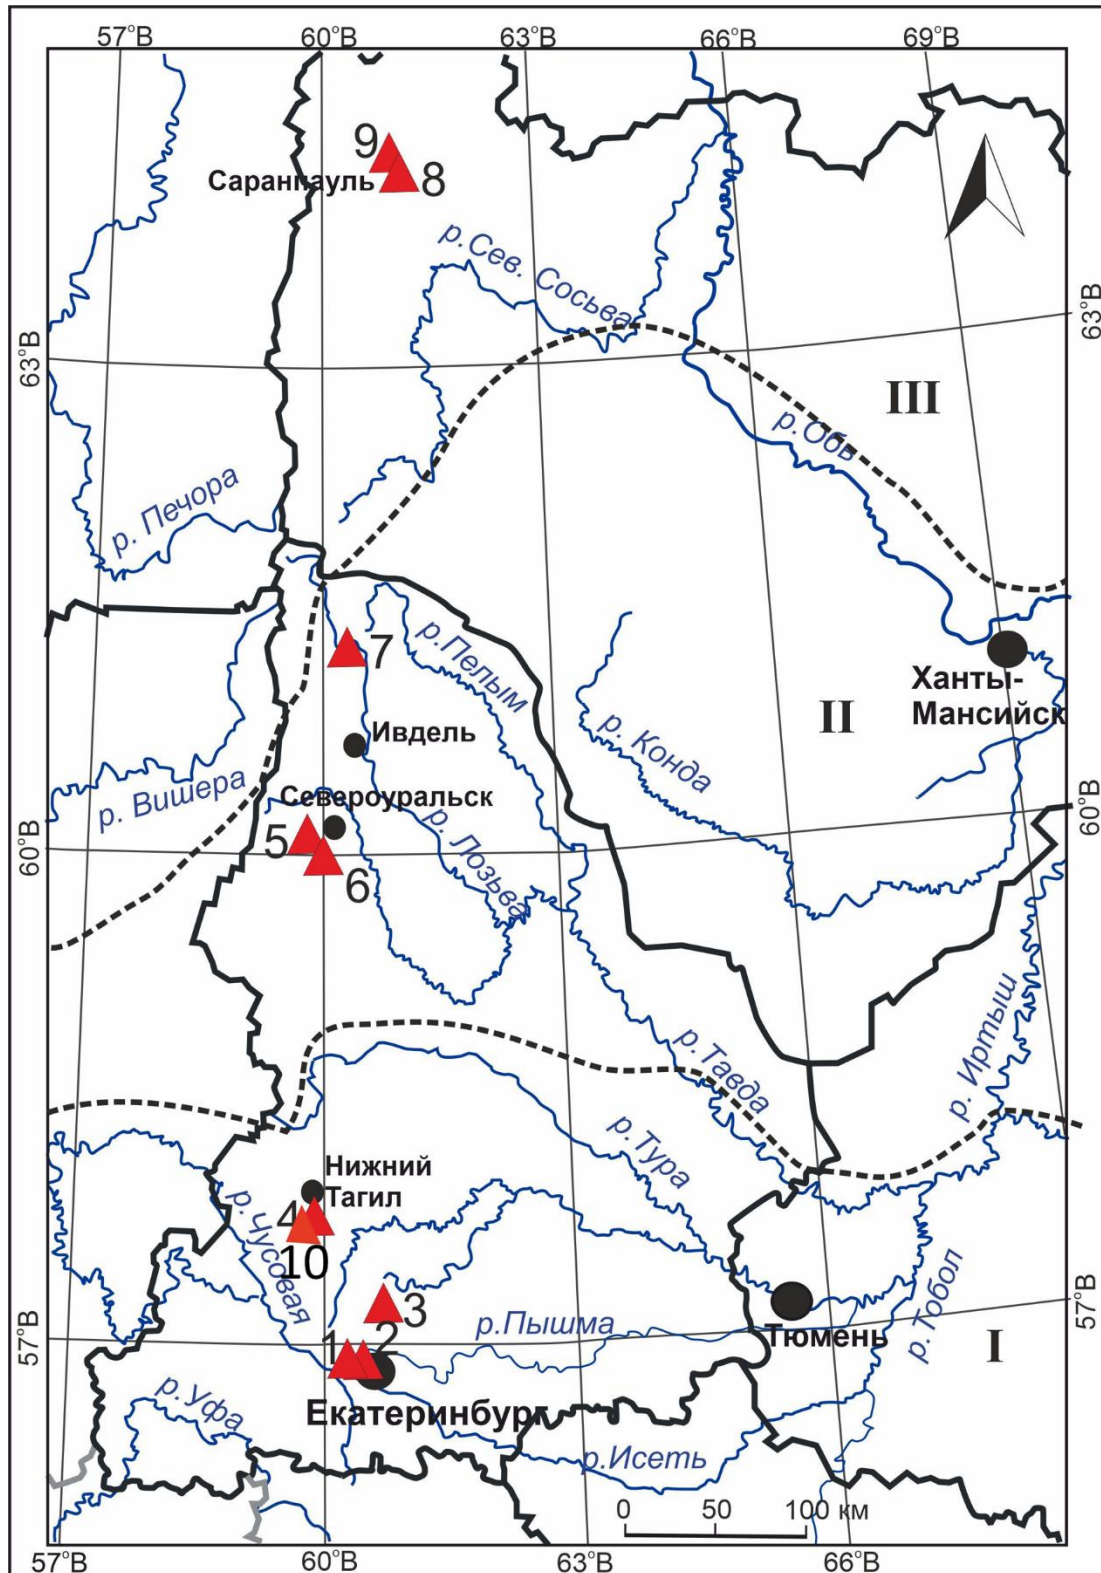 57°В
60°В
63°В
66°В
69°В
9
Саранпауль
8
р.Сев. Сосьва
63°В
63°В
III
р.Обь
р. Печора
7
р.Пелым
Ханты-
Мансийск
II
Ивдель
р. Конда
р. Вишера
Североуральск
р. Лозьва
60°В
60°В
5
6
р.Тавда
р. Иртыш
р.Тура
Нижний
Тагил
4
р.Чусовая
10
3
57°В
57°В
р.Тобол
1
2
р.Пышма
Тюмень
I
р.Уфа
Екатеринбург
р.Исеть
0
50
100 км
57°В
60°В
63°В
66°В